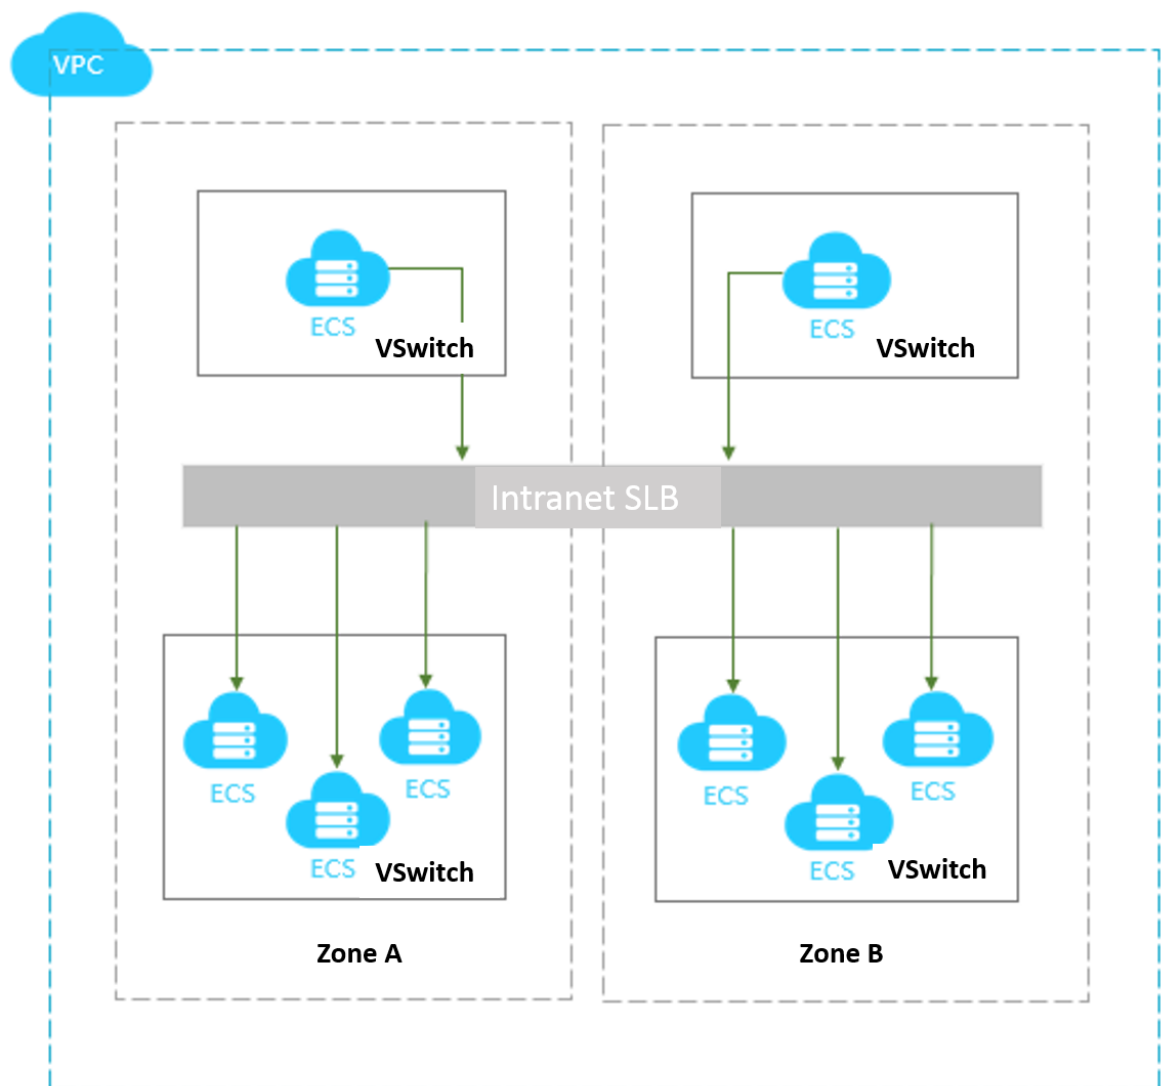 VPC
ECS
VSwitch
ECS
VSwitch
Intranet SLB
ECS
ECS
ECS
VSwitch
ECS
ECS
ECS
VSwitch
Zone A
Zone B